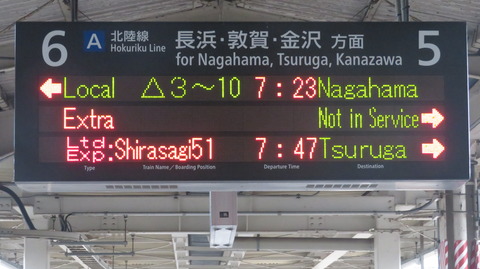 6 A 北陸線 長浜・敦賀・金沢 方面 5
Hokuriku Line for Nagahama, Tsuruga, Kanazawa
← Local △3〜10 7:23 Nagahama
Extra Not in Service →
Ltd. Exp: Shirasagi51 7:47 Tsuruga →
Type Train Name／Boarding Position Departure Time Destination